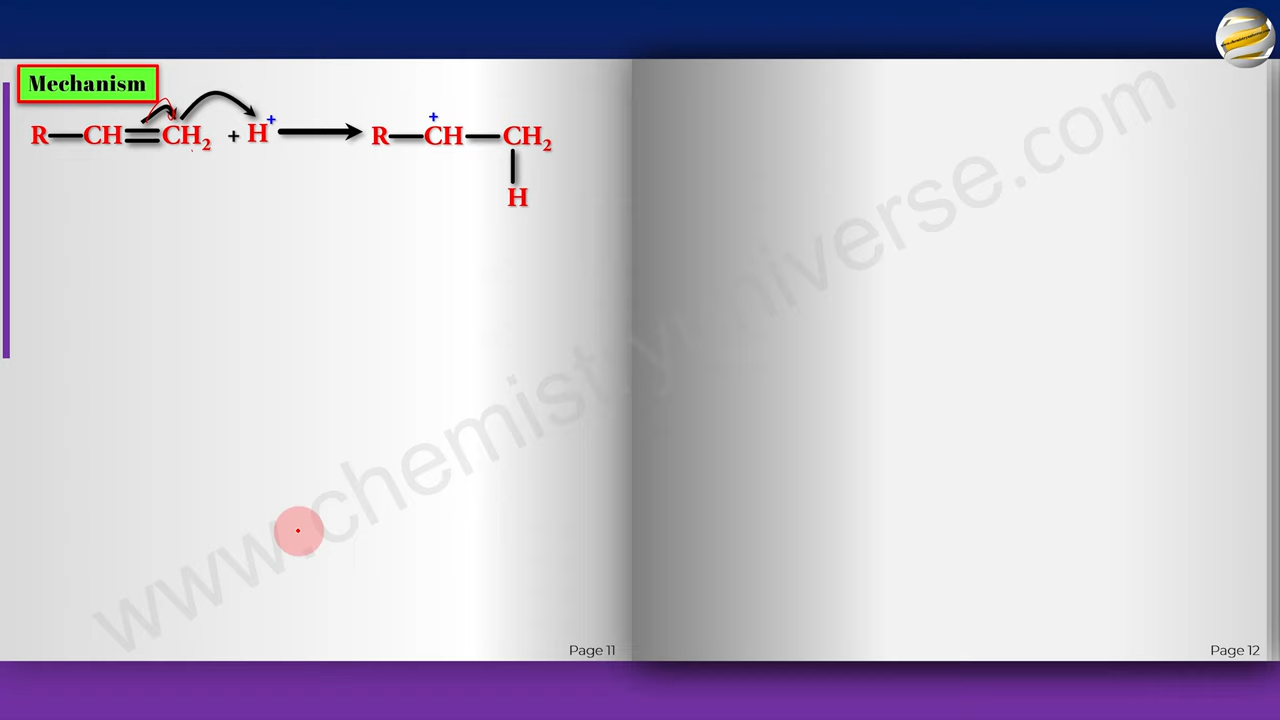 Mechanism
R—CH=CH₂ + H⁺ ⟶ R—C⁺H—CH₂
H
www.chemistryuniverse.com
Page 11
Page 12